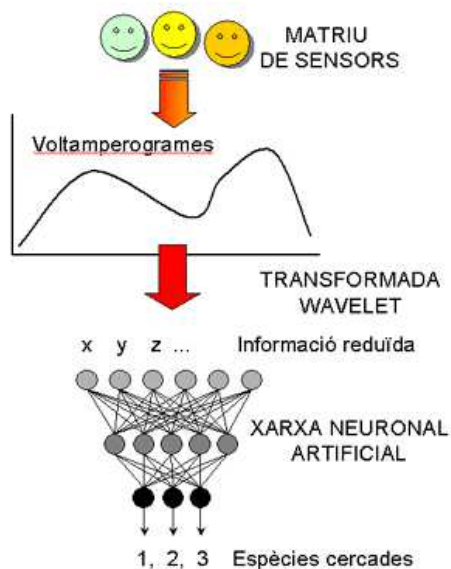 MATRIU
DE SENSORS
Voltamperogrames
TRANSFORMADA
WAVELET
x y z ... Informació reduïda
XARXA NEURONAL
ARTIFICIAL
1, 2, 3 Espècies cercades